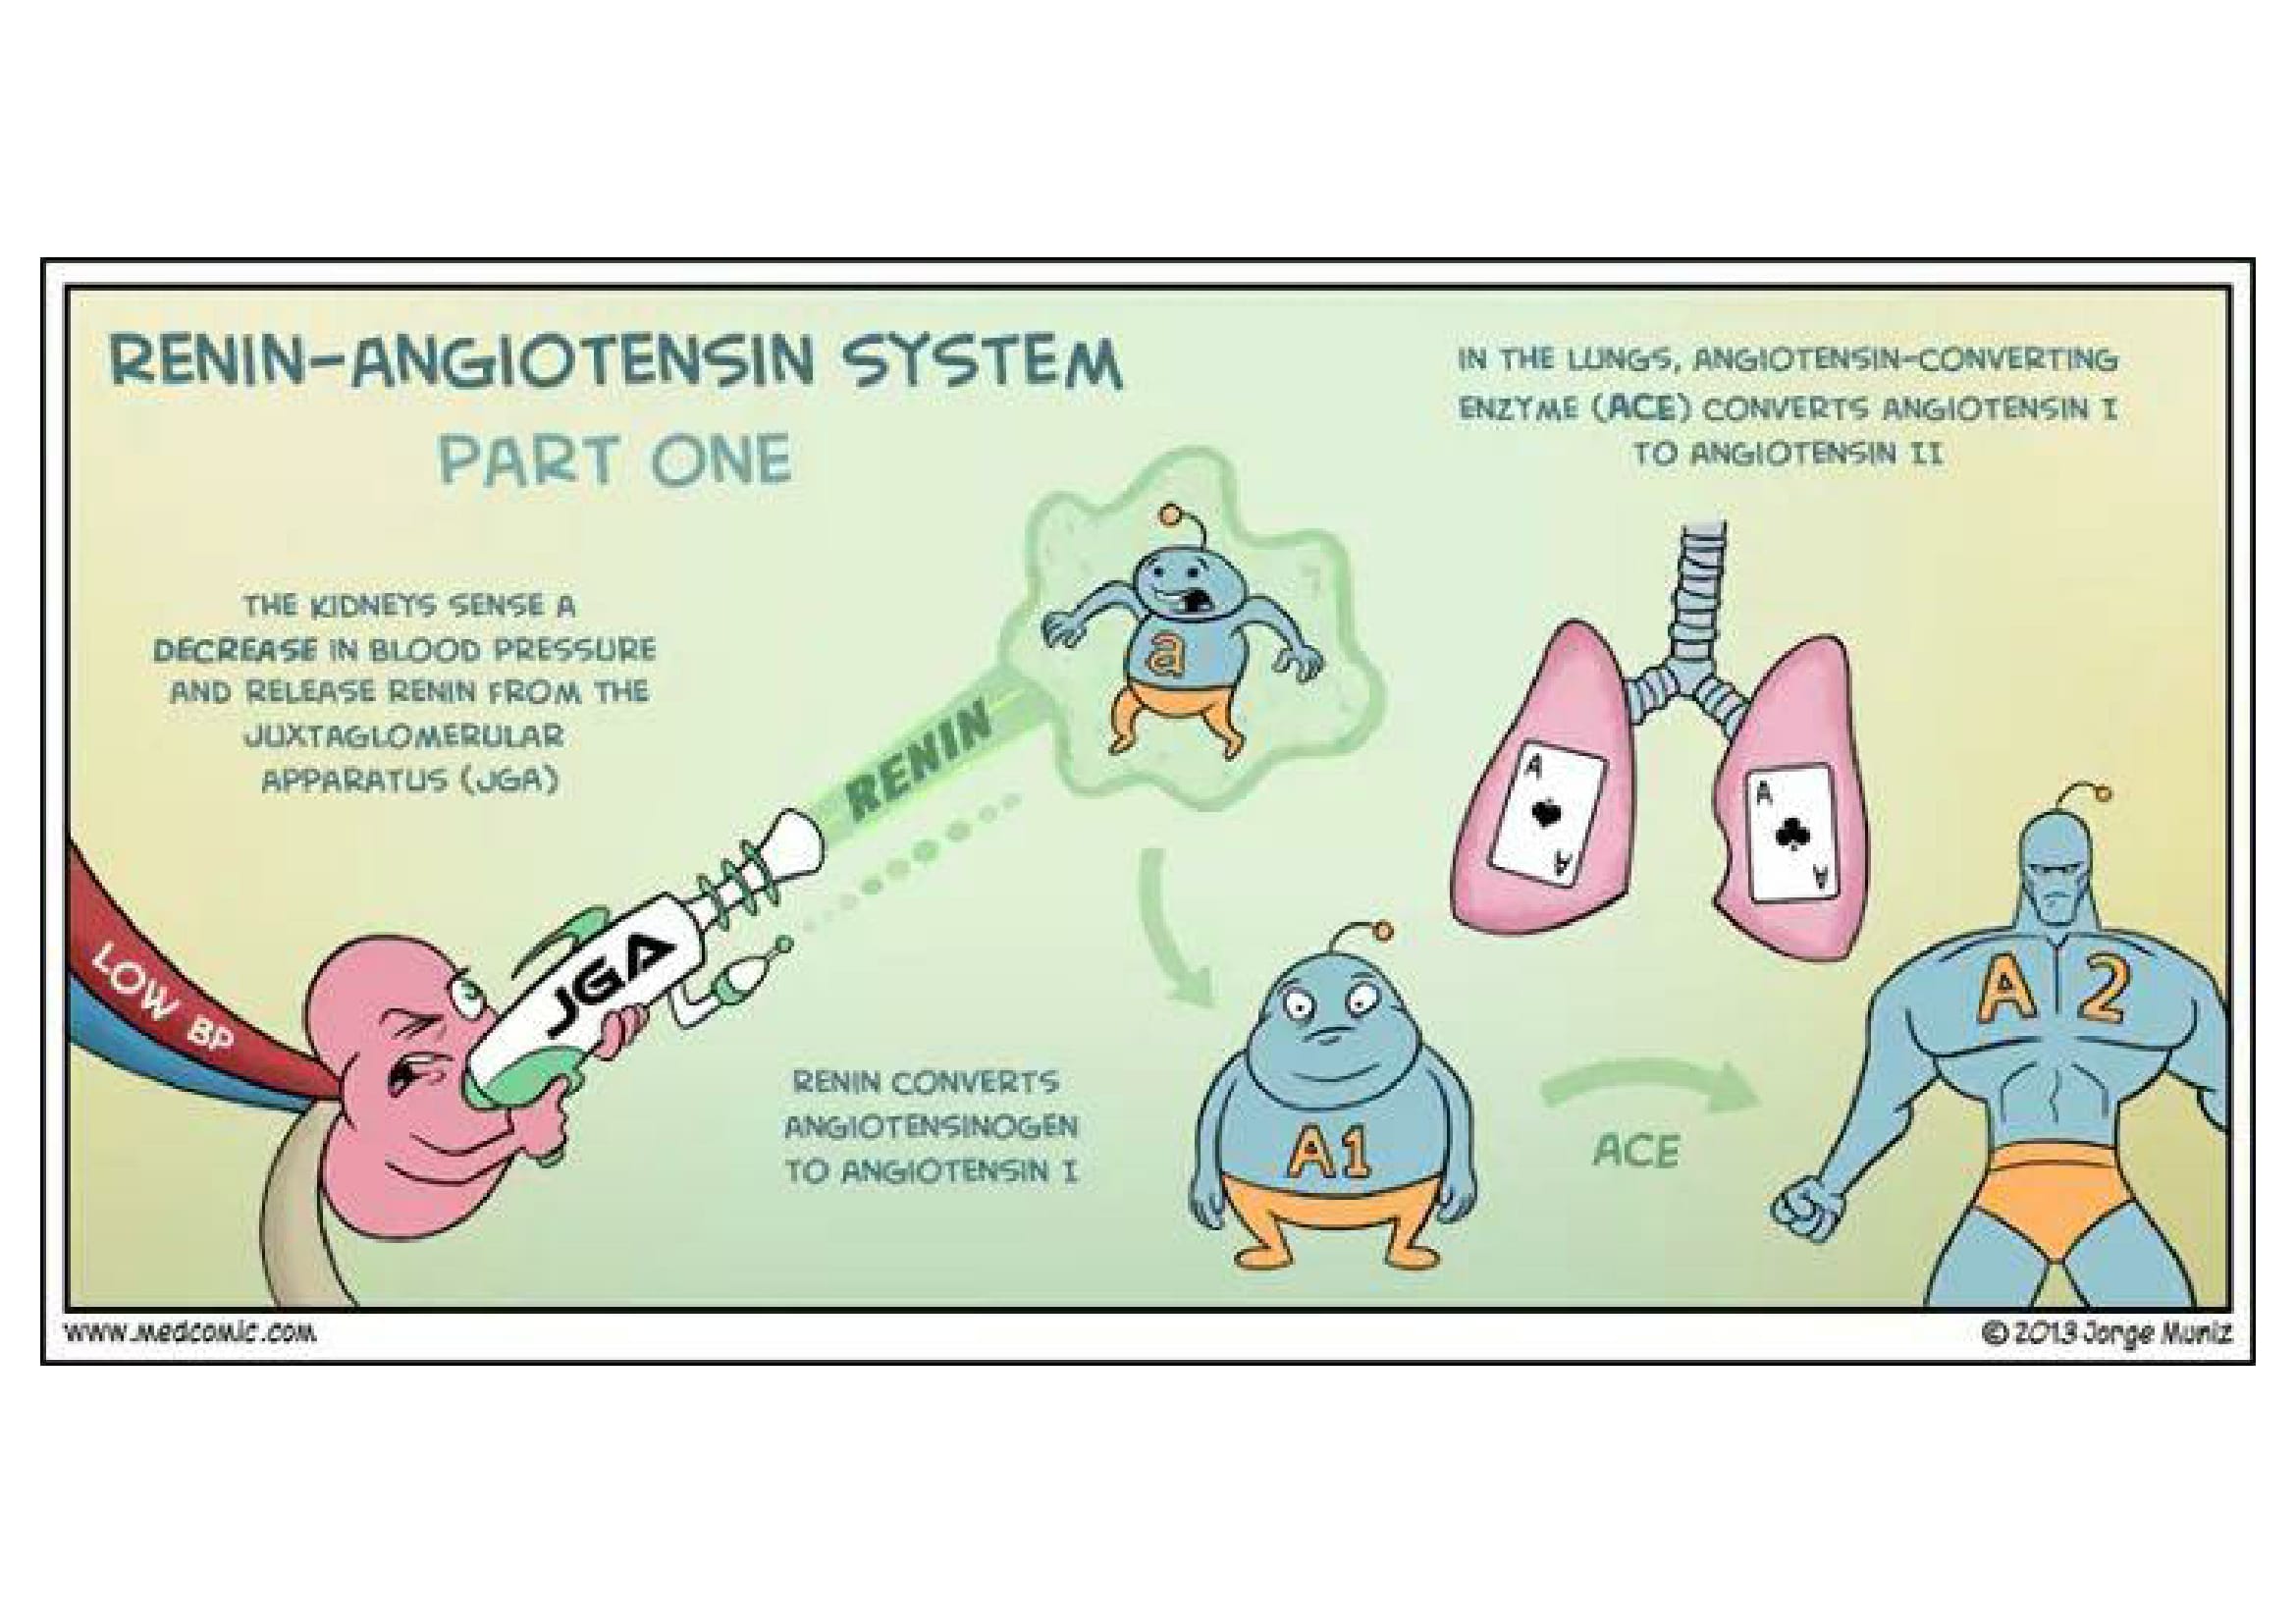 RENIN-ANGIOTENSIN SYSTEM
PART ONE
THE KIDNEYS SENSE A
DECREASE IN BLOOD PRESSURE
AND RELEASE RENIN FROM THE
JUXTAGLOMERULAR
APPARATUS (JGA)
LOW BP
JGA
RENIN
a
RENIN CONVERTS
ANGIOTENSINOGEN
TO ANGIOTENSIN I
A1
IN THE LUNGS, ANGIOTENSIN-CONVERTING
ENZYME (ACE) CONVERTS ANGIOTENSIN I
TO ANGIOTENSIN II
A
A
A
A
ACE
A 2
www.medcomic.com
© 2013 Jorge Muniz